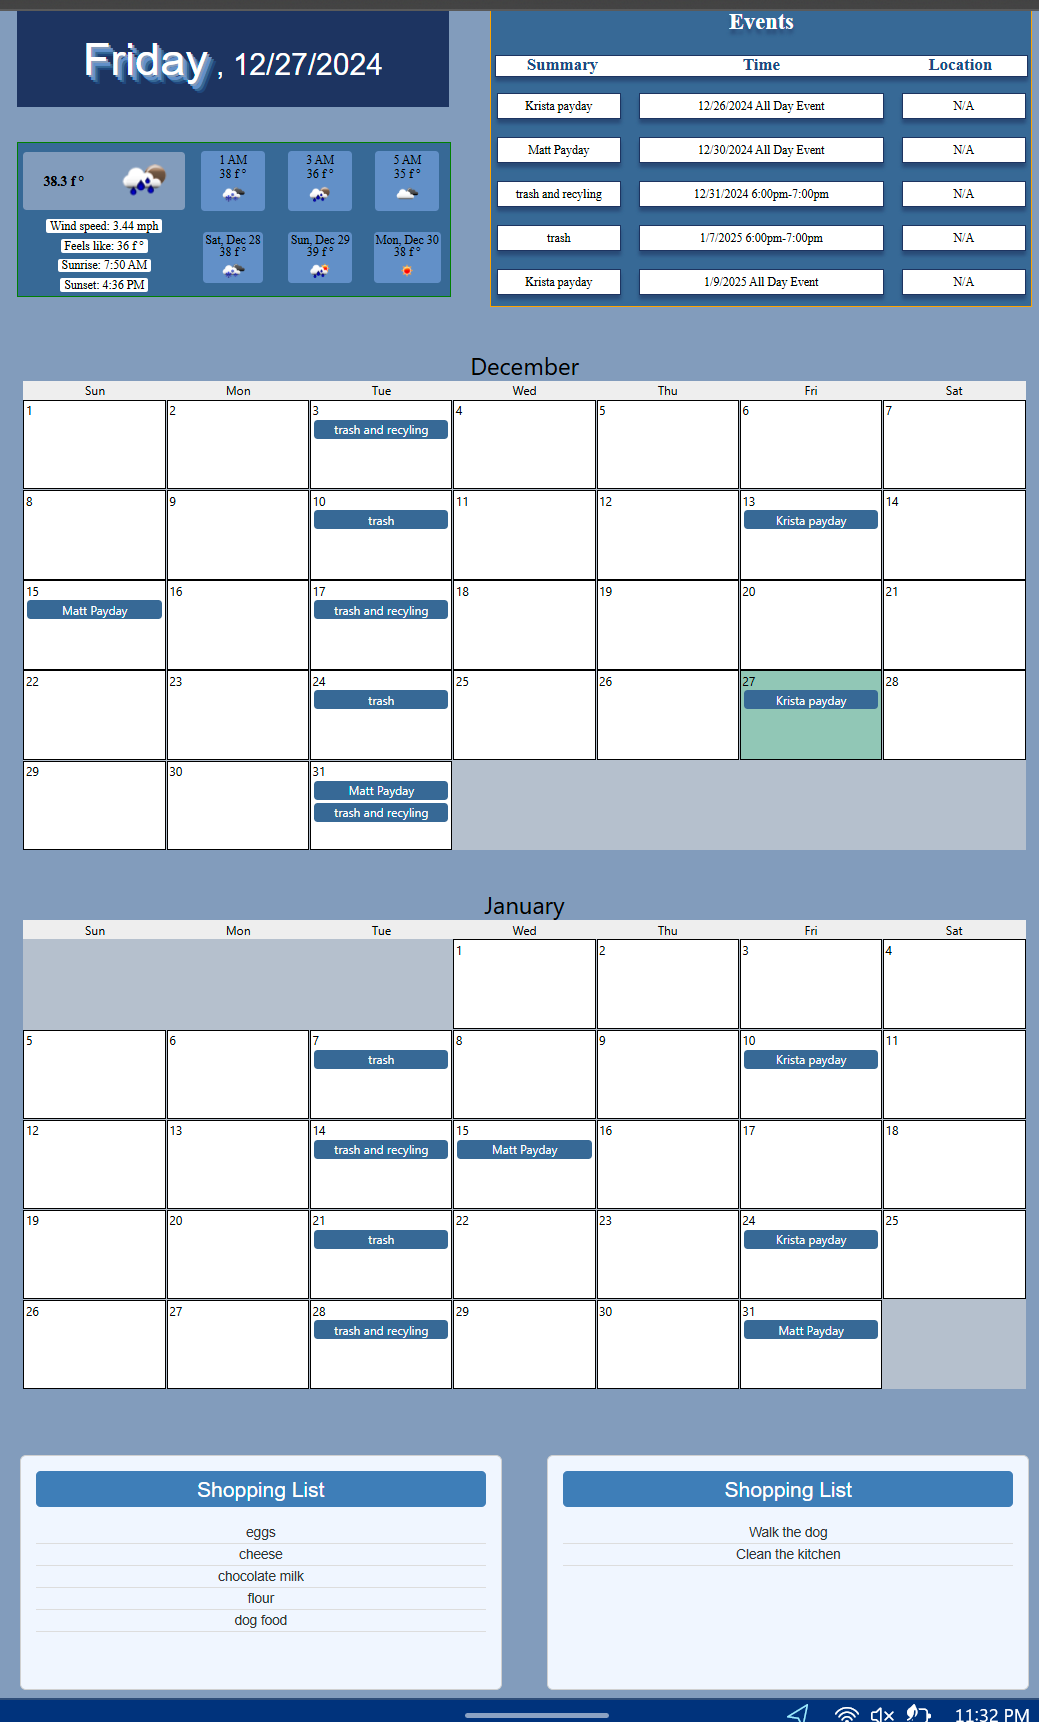 Friday , 12/27/2024
38.3 f °
Wind speed: 3.44 mph
Feels like: 36 f °
Sunrise: 7:50 AM
Sunset: 4:36 PM
1 AM
38 f °
3 AM
36 f °
5 AM
35 f °
Sat, Dec 28
38 f °
Sun, Dec 29
39 f °
Mon, Dec 30
38 f °
Events
Summary Time Location
Krista payday 12/26/2024 All Day Event N/A
Matt Payday 12/30/2024 All Day Event N/A
trash and recyling 12/31/2024 6:00pm-7:00pm N/A
trash 1/7/2025 6:00pm-7:00pm N/A
Krista payday 1/9/2025 All Day Event N/A
December
Sun Mon Tue Wed Thu Fri Sat
1 2 3 4 5 6 7
trash and recyling
8 9 10 11 12 13 14
trash Krista payday
15 16 17 18 19 20 21
Matt Payday trash and recyling
22 23 24 25 26 27 28
trash Krista payday
29 30 31
Matt Payday
trash and recyling
January
Sun Mon Tue Wed Thu Fri Sat
1 2 3 4
5 6 7 8 9 10 11
trash Krista payday
12 13 14 15 16 17 18
trash and recyling Matt Payday
19 20 21 22 23 24 25
trash Krista payday
26 27 28 29 30 31
trash and recyling Matt Payday
Shopping List
eggs
cheese
chocolate milk
flour
dog food
Shopping List
Walk the dog
Clean the kitchen
11:32 PM